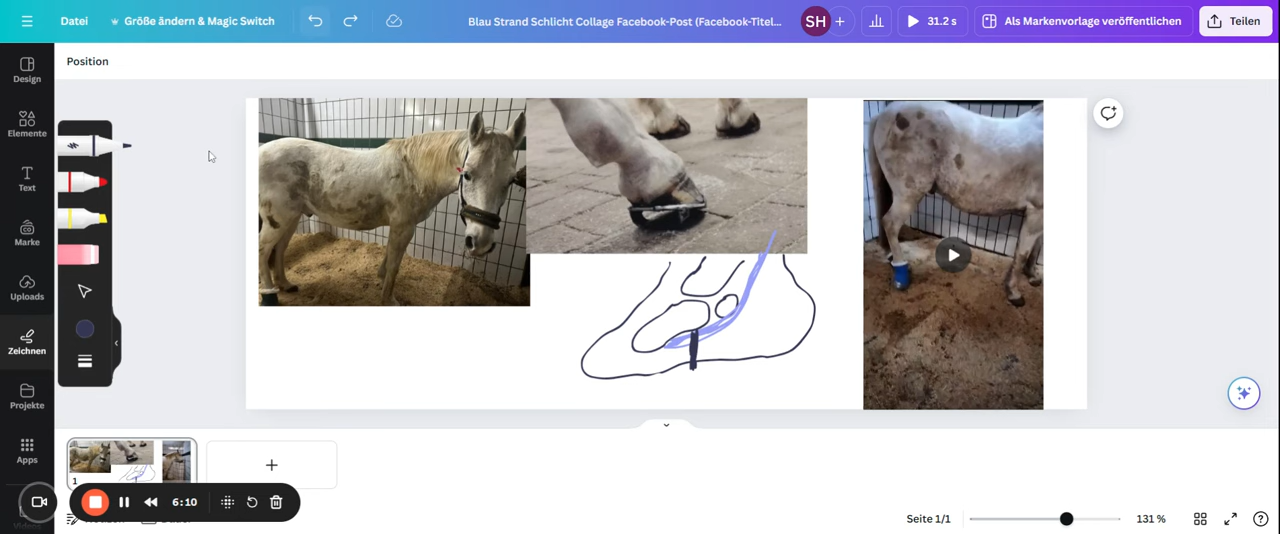 Datei
Größe ändern & Magic Switch
Blau Strand Schlicht Collage Facebook-Post (Facebook-Titel...
SH
31.2 s
Als Markenvorlage veröffentlichen
Teilen
Position
Design
Elemente
Text
Marke
Uploads
Zeichnen
Projekte
Apps
1
6:10
Seite 1/1
131 %